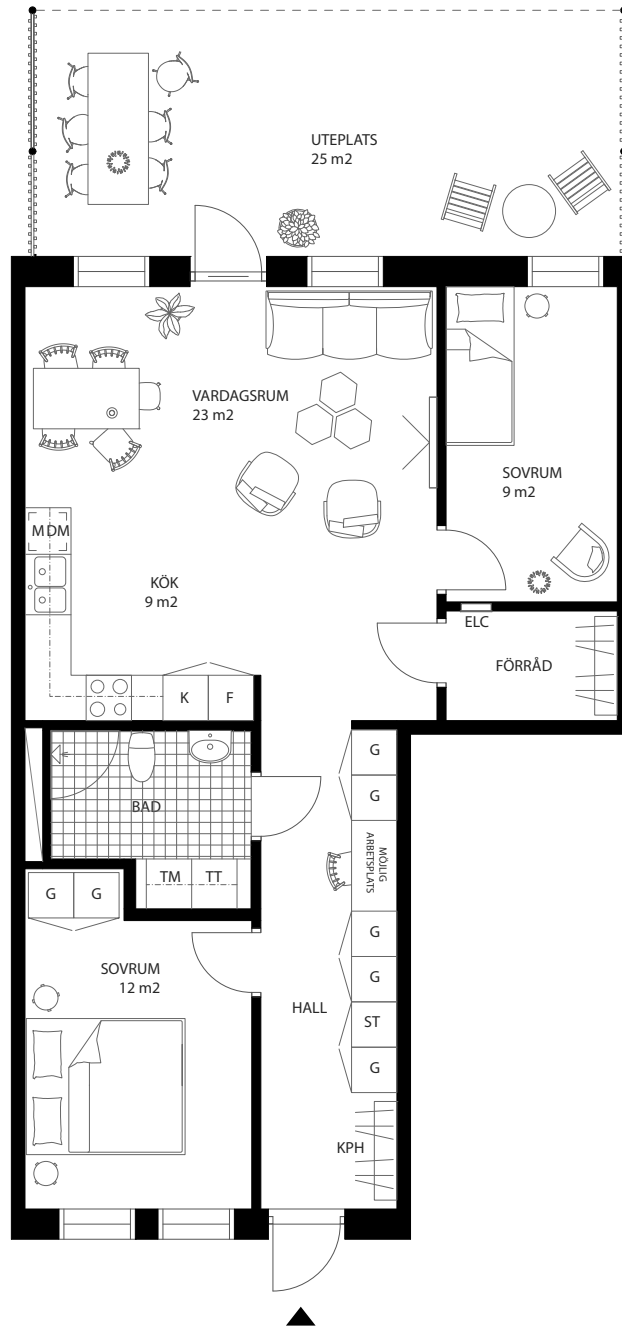 UTEPLATS
25 m2
VARDAGSRUM
23 m2
SOVRUM
9 m2
M DM
KÖK
9 m2
ELC
FÖRRÅD
K
F
G
BAD
G
MÖJLIG
ARBETSPLATS
TM
TT
G
G
G
SOVRUM
12 m2
G
HALL
ST
G
KPH